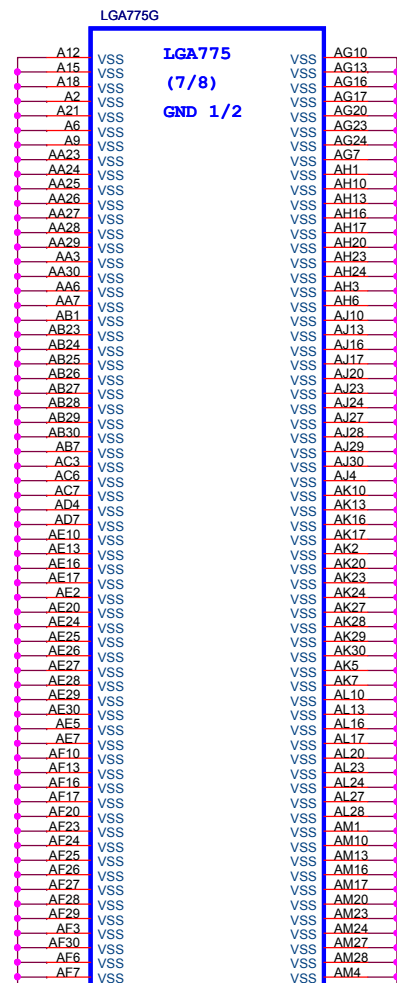 LGA775G
A12 VSS LGA775 VSS AG10
A15 VSS VSS AG13
A18 VSS (7/8) VSS AG16
A2 VSS VSS AG17
A21 VSS GND 1/2 VSS AG20
A6 VSS VSS AG23
A9 VSS VSS AG24
AA23 VSS VSS AG7
AA24 VSS VSS AH1
AA25 VSS VSS AH10
AA26 VSS VSS AH13
AA27 VSS VSS AH16
AA28 VSS VSS AH17
AA29 VSS VSS AH20
AA3 VSS VSS AH23
AA30 VSS VSS AH24
AA6 VSS VSS AH3
AA7 VSS VSS AH6
AB1 VSS VSS AJ10
AB23 VSS VSS AJ13
AB24 VSS VSS AJ16
AB25 VSS VSS AJ17
AB26 VSS VSS AJ20
AB27 VSS VSS AJ23
AB28 VSS VSS AJ24
AB29 VSS VSS AJ27
AB30 VSS VSS AJ28
AB7 VSS VSS AJ29
AC3 VSS VSS AJ30
AC6 VSS VSS AJ4
AC7 VSS VSS AK10
AD4 VSS VSS AK13
AD7 VSS VSS AK16
AE10 VSS VSS AK17
AE13 VSS VSS AK2
AE16 VSS VSS AK20
AE17 VSS VSS AK23
AE2 VSS VSS AK24
AE20 VSS VSS AK27
AE24 VSS VSS AK28
AE25 VSS VSS AK29
AE26 VSS VSS AK30
AE27 VSS VSS AK5
AE28 VSS VSS AK7
AE29 VSS VSS AL10
AE30 VSS VSS AL13
AE5 VSS VSS AL16
AE7 VSS VSS AL17
AF10 VSS VSS AL20
AF13 VSS VSS AL23
AF16 VSS VSS AL24
AF17 VSS VSS AL27
AF20 VSS VSS AL28
AF23 VSS VSS AM1
AF24 VSS VSS AM10
AF25 VSS VSS AM13
AF26 VSS VSS AM16
AF27 VSS VSS AM17
AF28 VSS VSS AM20
AF29 VSS VSS AM23
AF3 VSS VSS AM24
AF30 VSS VSS AM27
AF6 VSS VSS AM28
AF7 VSS VSS AM4